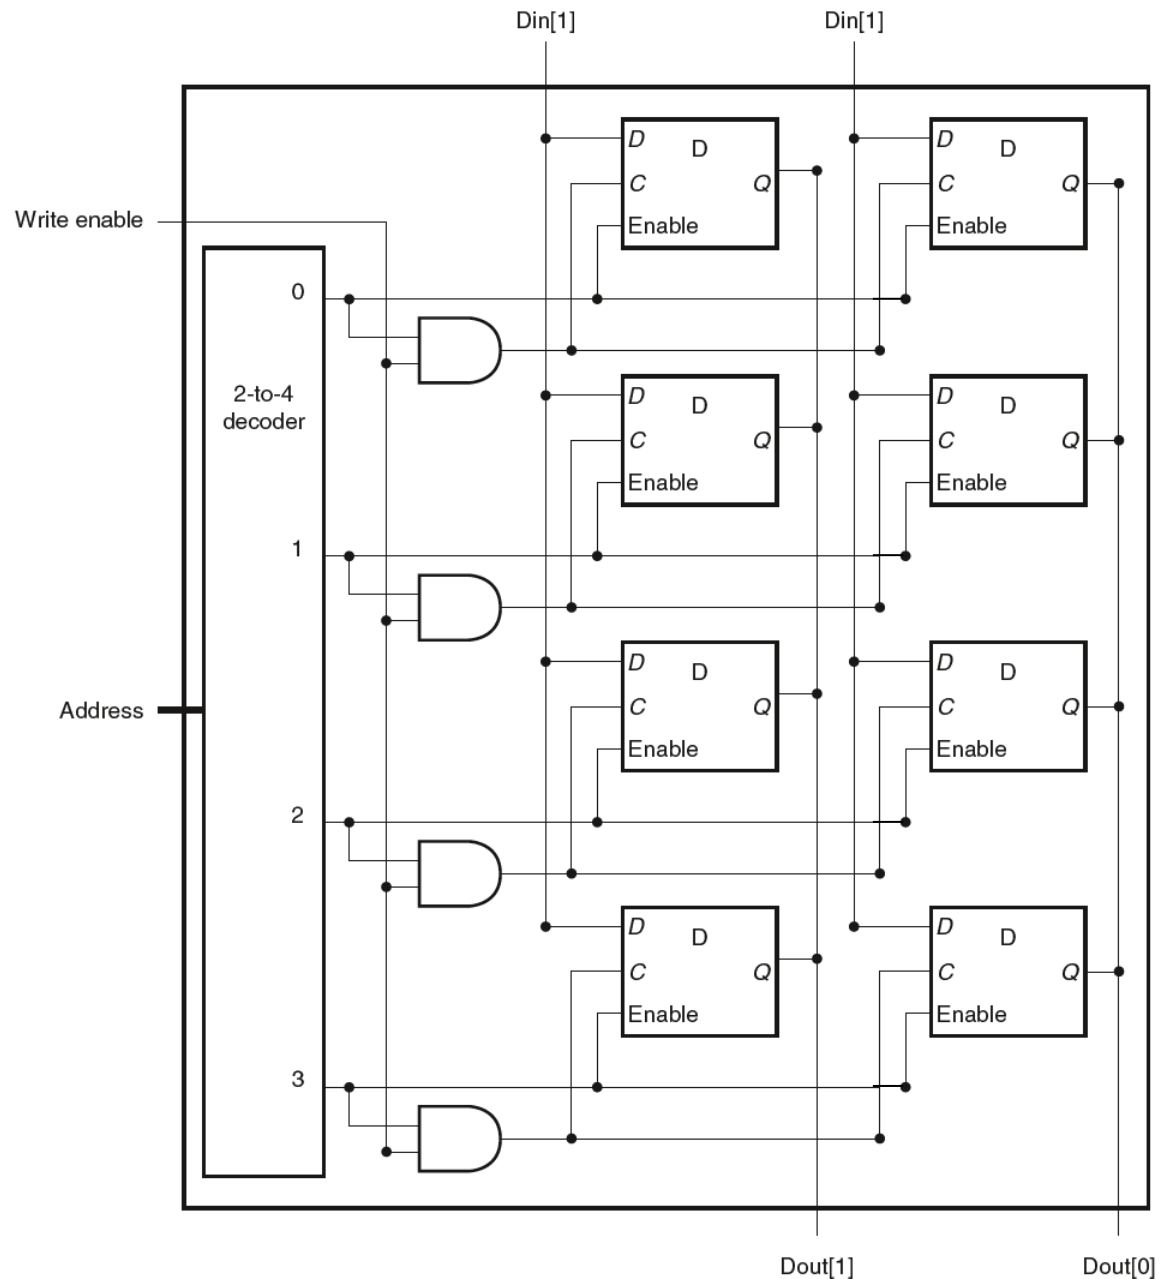 Din[1] Din[1]
D D
D D
C Q
C Q
Enable
Enable
Write enable
0
2-to-4
decoder
D D
D D
C Q
C Q
Enable
Enable
1
D D
D D
C Q
C Q
Enable
Enable
Address
2
D D
D D
C Q
C Q
Enable
Enable
3
Dout[1] Dout[0]